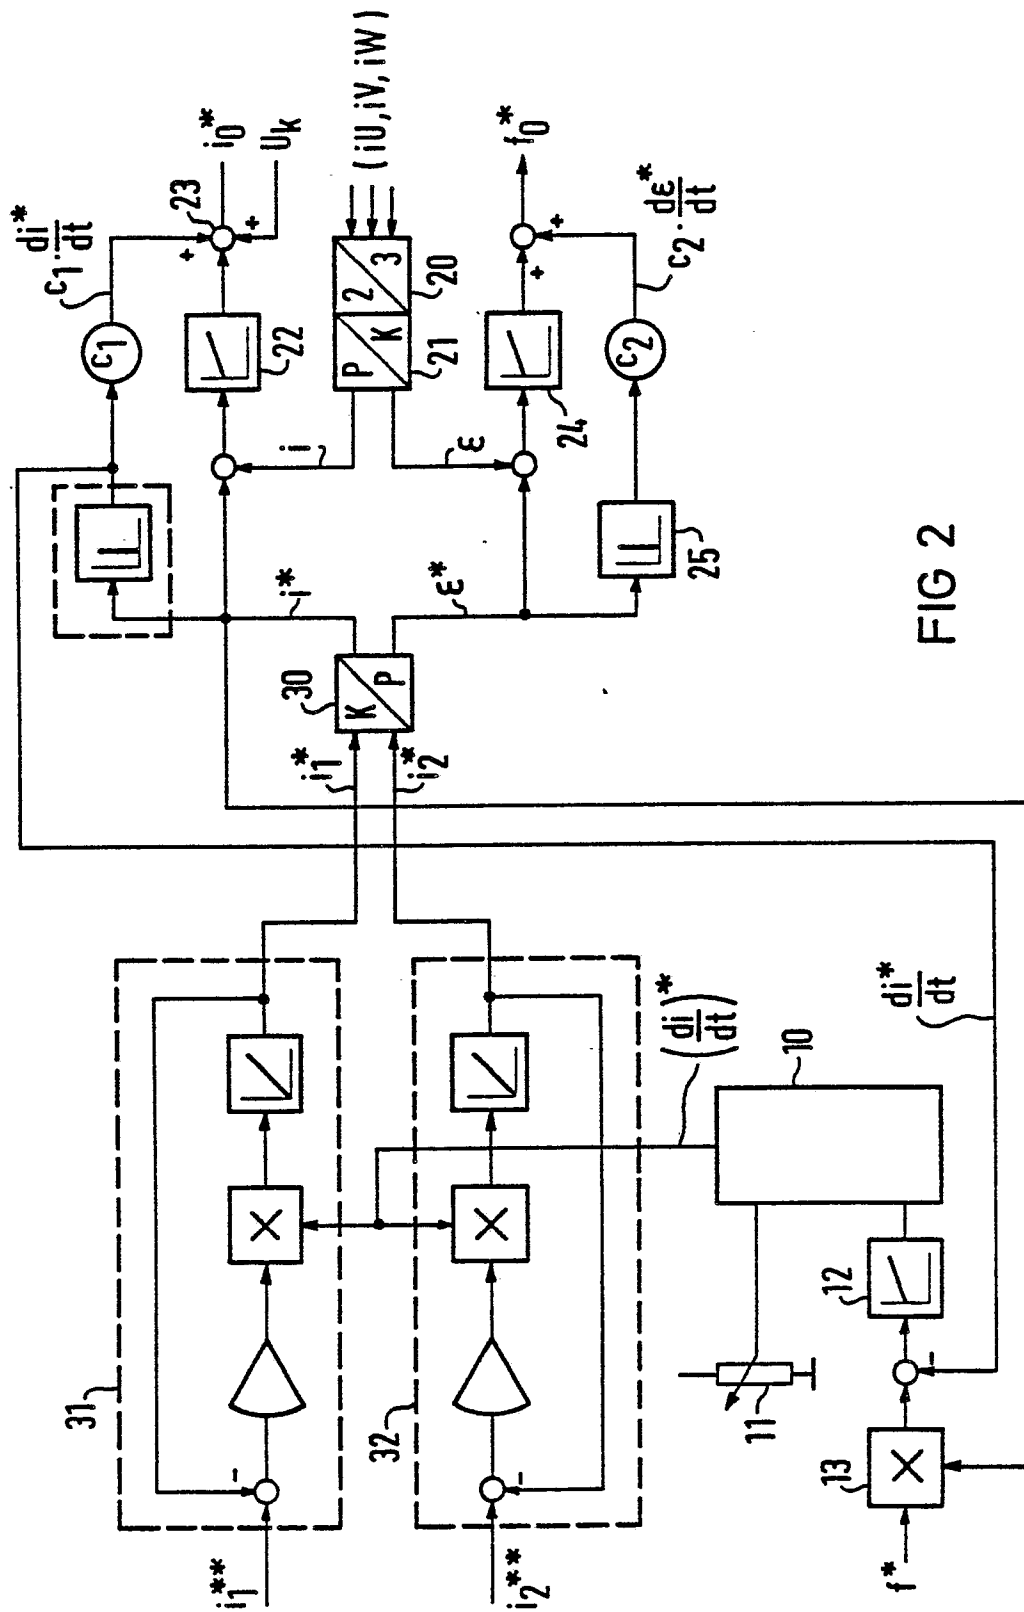 i1**
31
i1*
30
K
P
i*
c1 · di*/dt
c1
23
i0*
Uk
+
+
22
i
P
K
21
2
3
20
(iU, iV, iW)
i2**
32
i2*
ε*
ε
24
f0*
+
+
25
c2
c2 · dε*/dt
(di/dt)*
10
11
12
13
f*
di*/dt
-
-
-
×
×
×
FIG 2